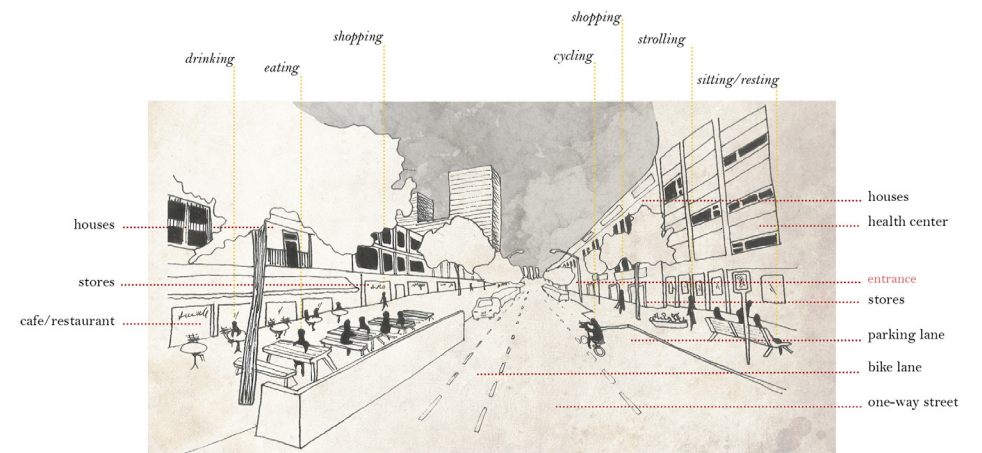 shopping
shopping
strolling
drinking
eating
cycling
sitting/resting
houses
houses
health center
stores
entrance
stores
cafe/restaurant
parking lane
bike lane
one-way street